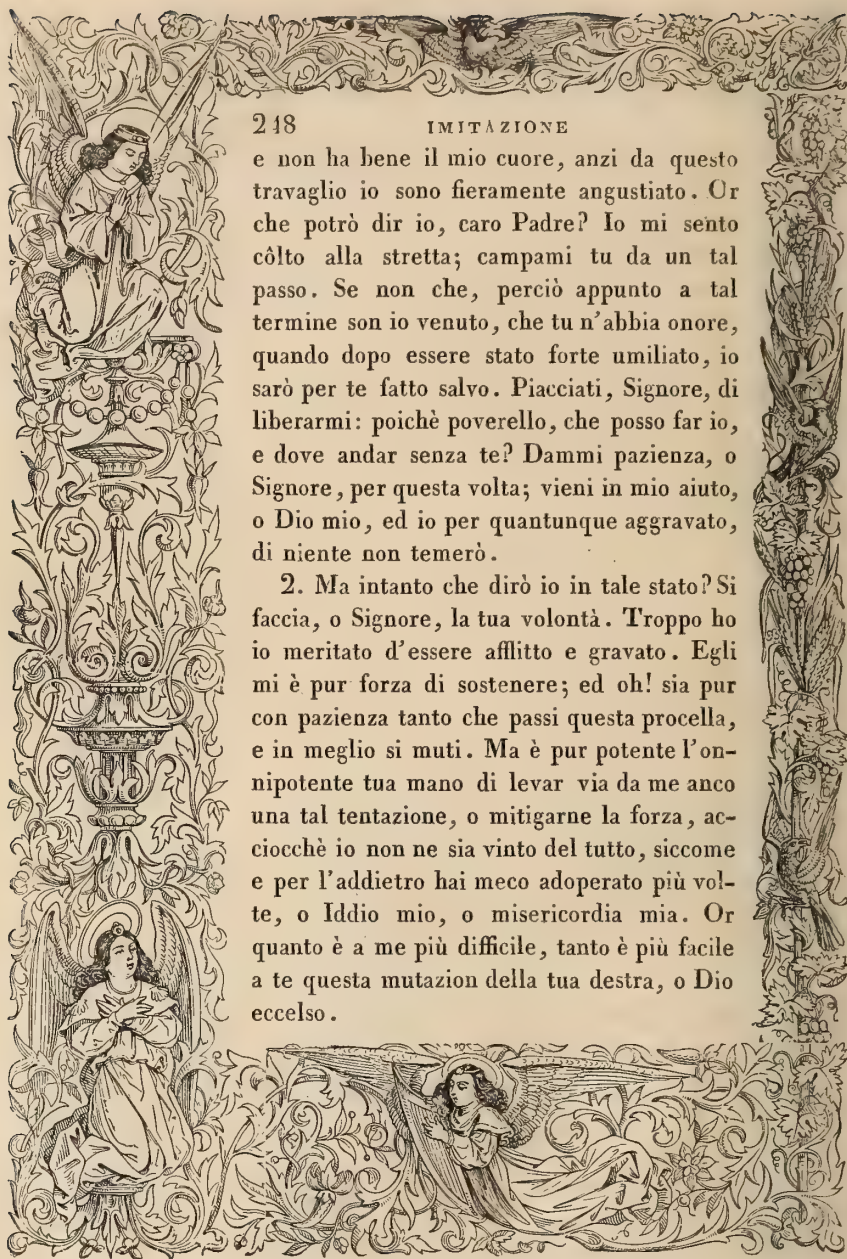 248 IMITAZIONE
e non ha bene il mio cuore, anzi da questo
travaglio io sono fieramente angustiato. Or
che potrò dir io, caro Padre? Io mi sento
côlto alla stretta; campami tu da un tal
passo. Se non che, perciò appunto a tal
termine son io venuto, che tu n'abbia onore,
quando dopo essere stato forte umiliato, io
sarò per te fatto salvo. Piacciati, Signore, di
liberarmi: poichè poverello, che posso far io,
e dove andar senza te? Dammi pazienza, o
Signore, per questa volta; vieni in mio aiuto,
o Dio mio, ed io per quantunque aggravato,
di niente non temerò.
2. Ma intanto che dirò io in tale stato? Si
faccia, o Signore, la tua volontà. Troppo ho
io meritato d'essere afflitto e gravato. Egli
mi è pur forza di sostenere; ed oh! sia pur
con pazienza tanto che passi questa procella,
e in meglio si muti. Ma è pur potente l'on-
nipotente tua mano di levar via da me anco
una tal tentazione, o mitigarne la forza, ac-
ciocchè io non ne sia vinto del tutto, siccome
e per l'addietro hai meco adoperato più vol-
te, o Iddio mio, o misericordia mia. Or
quanto è a me più difficile, tanto è più facile
a te questa mutazion della tua destra, o Dio
eccelso.